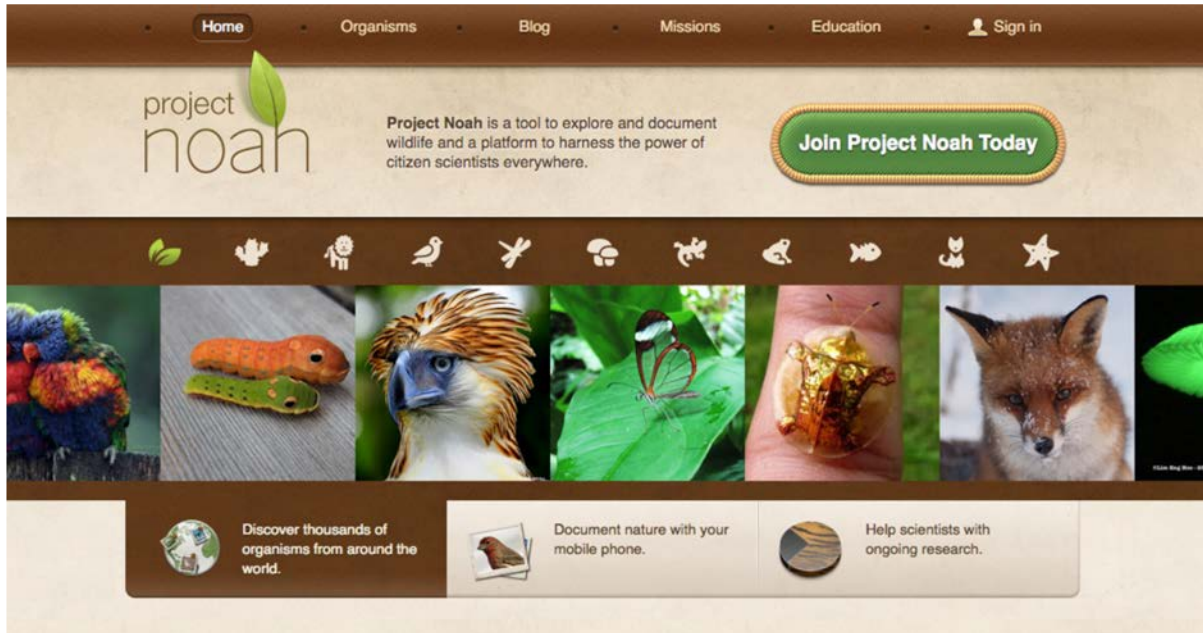 Home
Organisms
Blog
Missions
Education
Sign in
project
noah
Project Noah is a tool to explore and document
wildlife and a platform to harness the power of
citizen scientists everywhere.
Join Project Noah Today
Discover thousands of
organisms from around the
world.
Document nature with your
mobile phone.
Help scientists with
ongoing research.